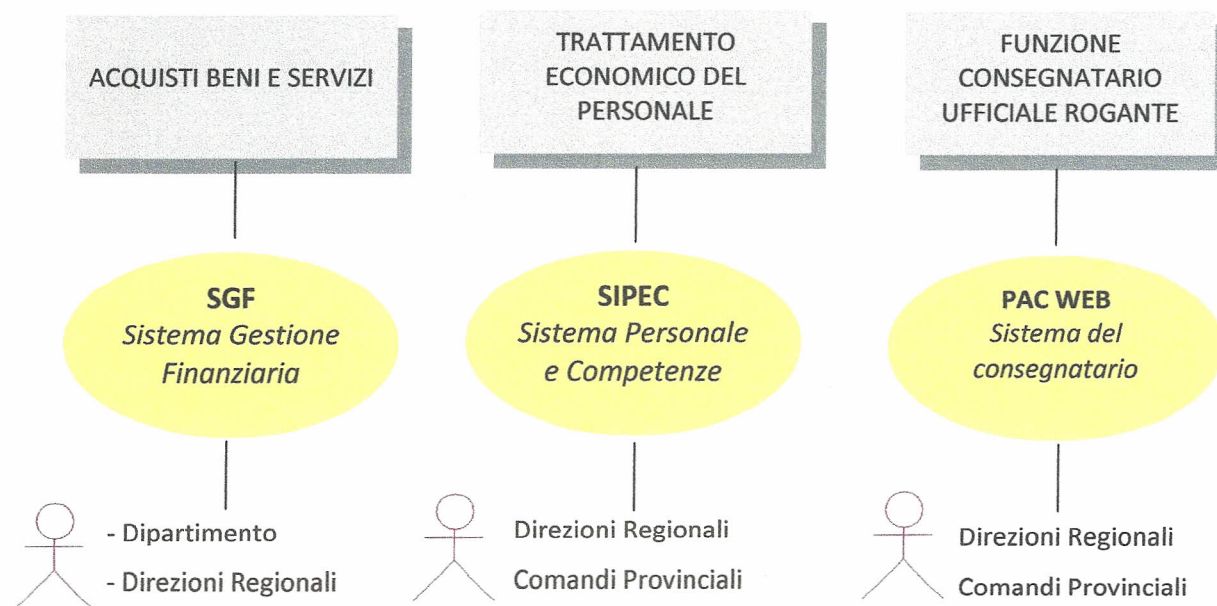 ACQUISTI BENI E SERVIZI
TRATTAMENTO
ECONOMICO DEL
PERSONALE
FUNZIONE
CONSEGNATARIO
UFFICIALE ROGANTE
SGF
Sistema Gestione
Finanziaria
SIPEC
Sistema Personale
e Competenze
PAC WEB
Sistema del
consegnatario
- Dipartimento
- Direzioni Regionali
Direzioni Regionali
Comandi Provinciali
Direzioni Regionali
Comandi Provinciali